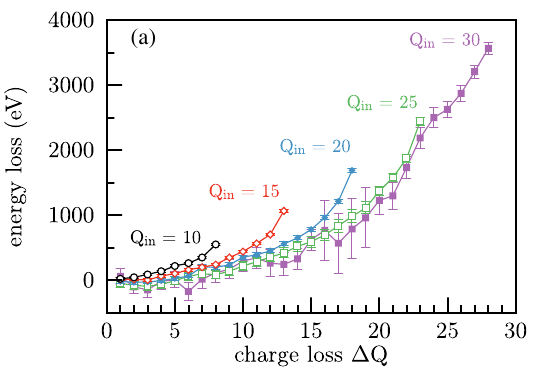 (a)
4000
3000
2000
1000
0
energy loss (eV)
Q_in = 30
Q_in = 25
Q_in = 20
Q_in = 15
Q_in = 10
0 5 10 15 20 25 30
charge loss ΔQ